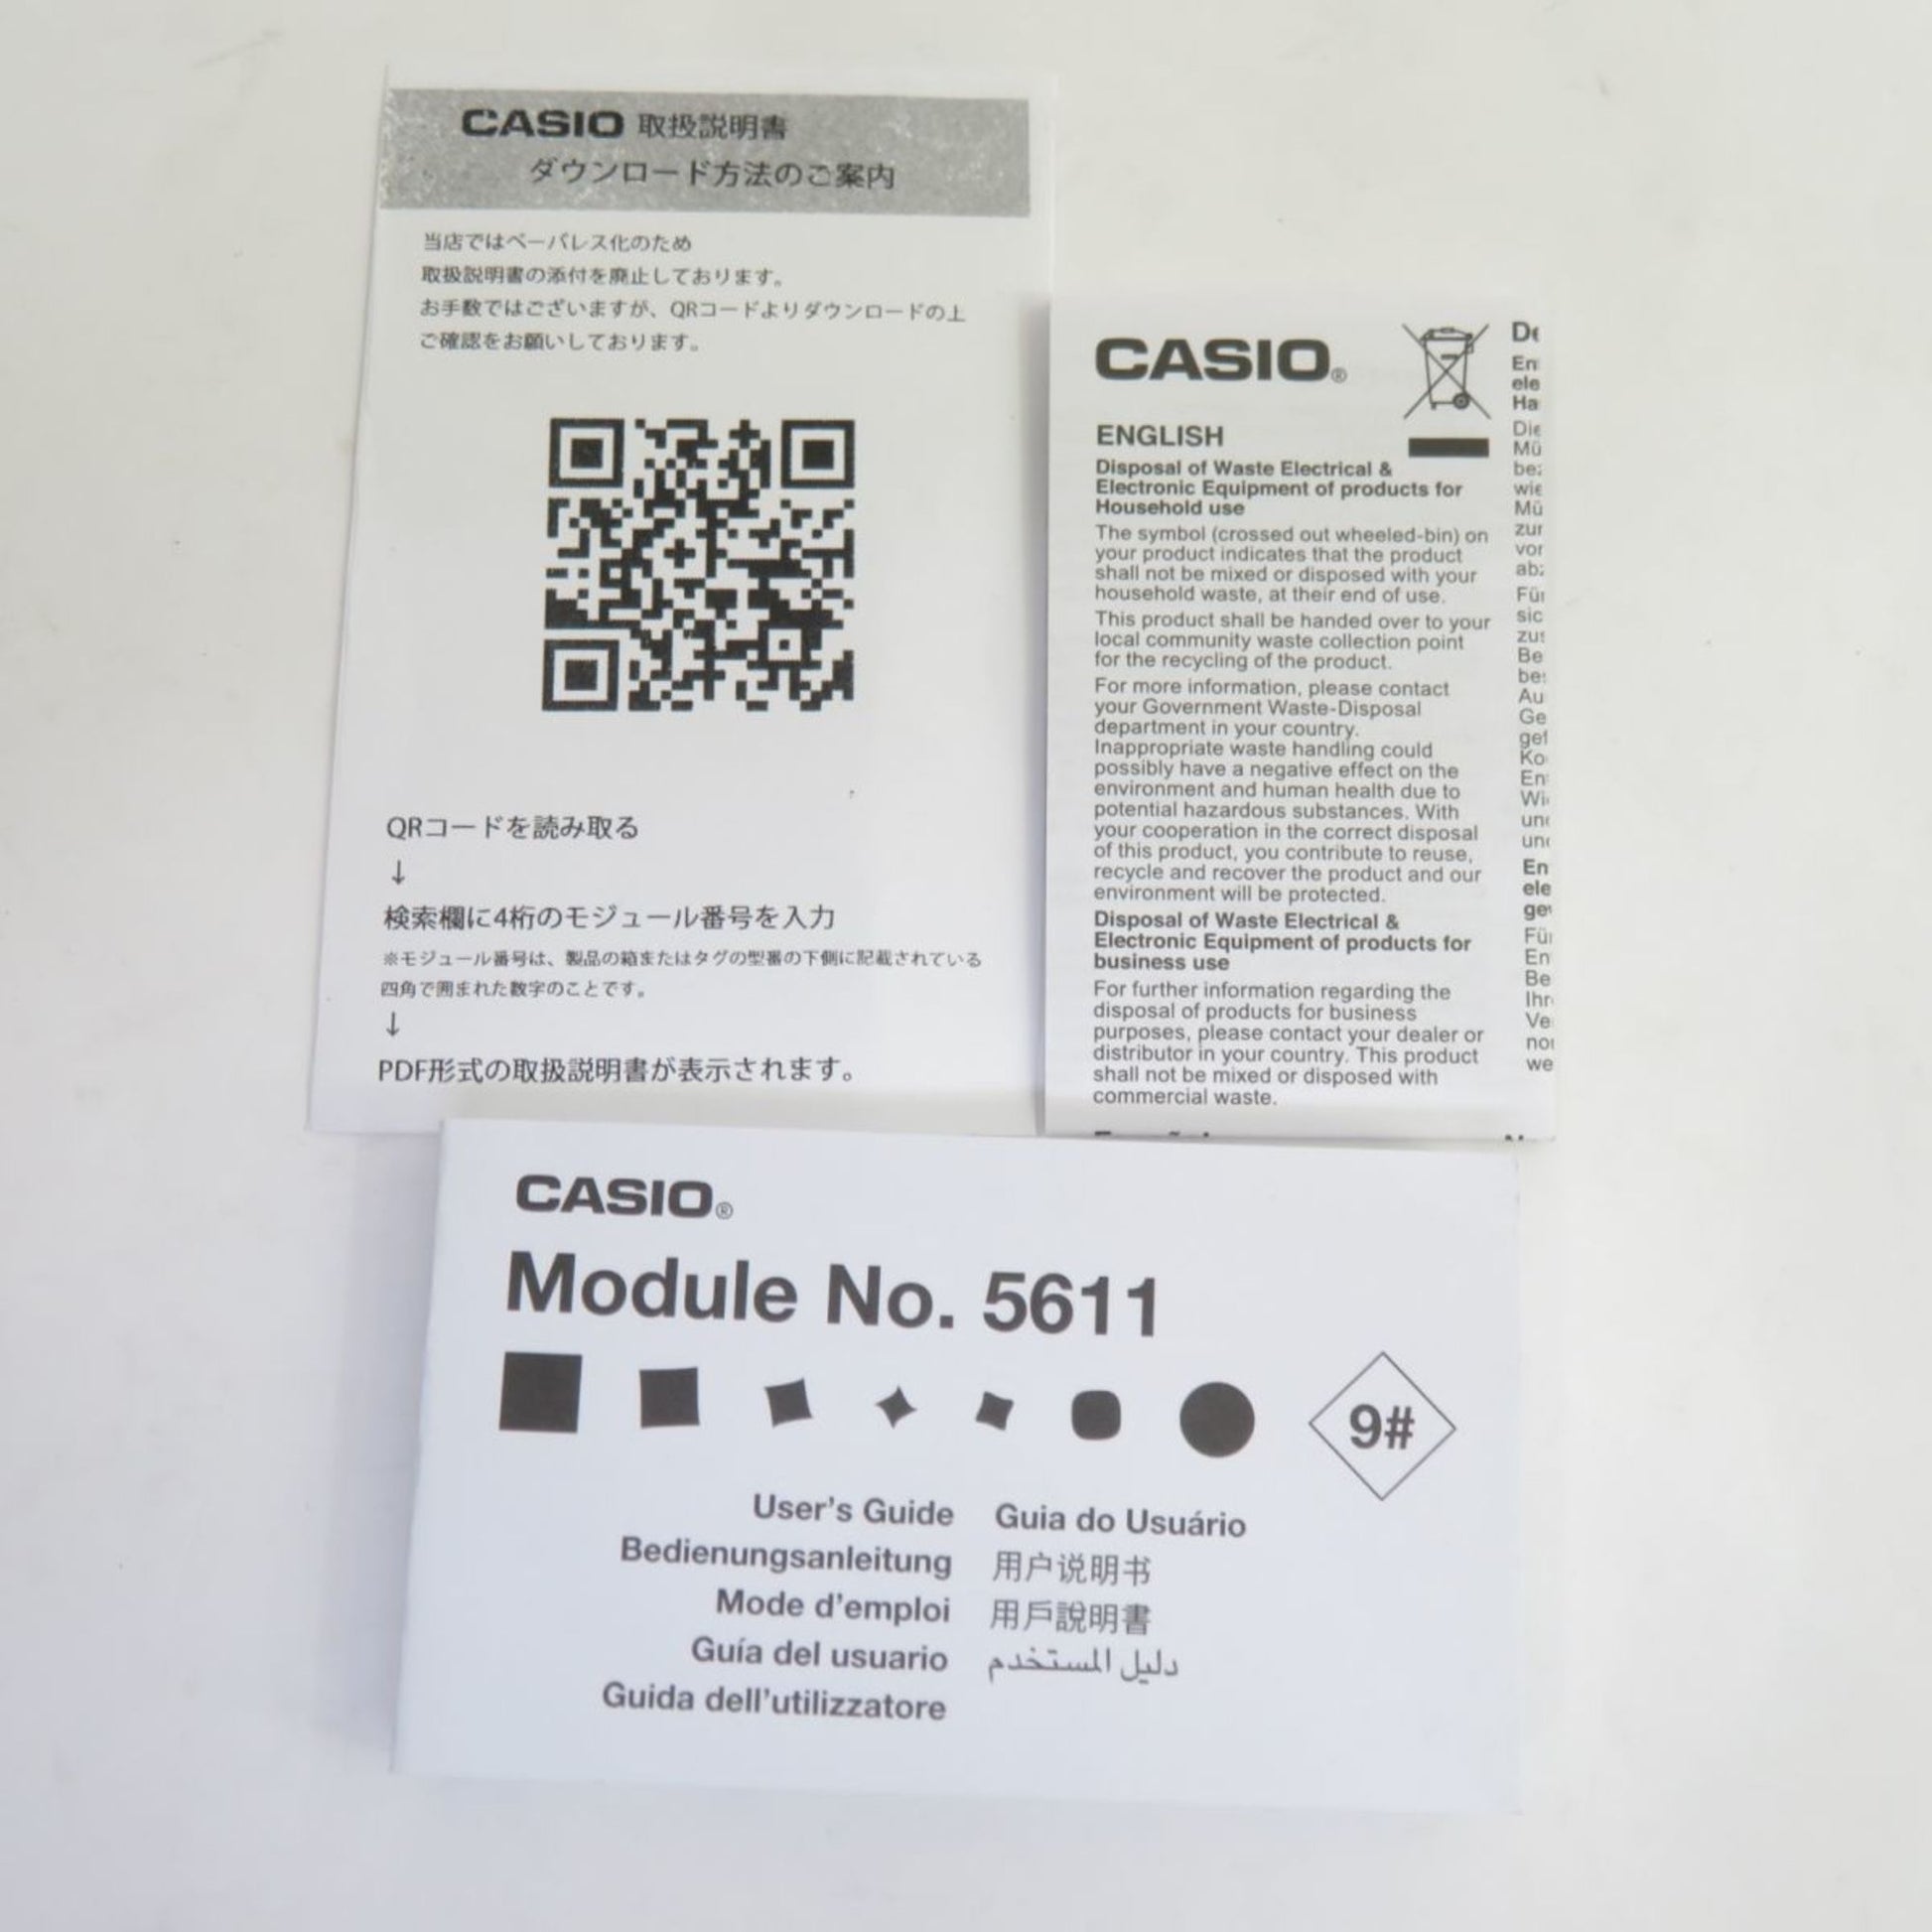 CASIO 取扱説明書
ダウンロード方法のご案内
当店ではペーパレス化のため
取扱説明書の添付を廃止しております。
お手数ではございますが、QRコードよりダウンロードの上
ご確認をお願いしております。
QRコードを読み取る
↓
検索欄に4桁のモジュール番号を入力
※モジュール番号は、製品の箱またはタグの型番の下側に記載されている
四角で囲まれた数字のことです。
↓
PDF形式の取扱説明書が表示されます。
CASIO®
ENGLISH
Disposal of Waste Electrical &
Electronic Equipment of products for
Household use
The symbol (crossed out wheeled-bin) on
your product indicates that the product
shall not be mixed or disposed with your
household waste, at their end of use.
This product shall be handed over to your
local community waste collection point
for the recycling of the product.
For more information, please contact
your Government Waste-Disposal
department in your country.
Inappropriate waste handling could
possibly have a negative effect on the
environment and human health due to
potential hazardous substances. With
your cooperation in the correct disposal
of this product, you contribute to reuse,
recycle and recover the product and our
environment will be protected.
Disposal of Waste Electrical &
Electronic Equipment of products for
business use
For further information regarding the
disposal of products for business
purposes, please contact your dealer or
distributor in your country. This product
shall not be mixed or disposed with
commercial waste.
CASIO®
Module No. 5611
9#
User's Guide
Bedienungsanleitung
Mode d'emploi
Guía del usuario
Guida dell'utilizzatore
Guia do Usuário
用户说明书
用戶說明書
دليل المستخدم